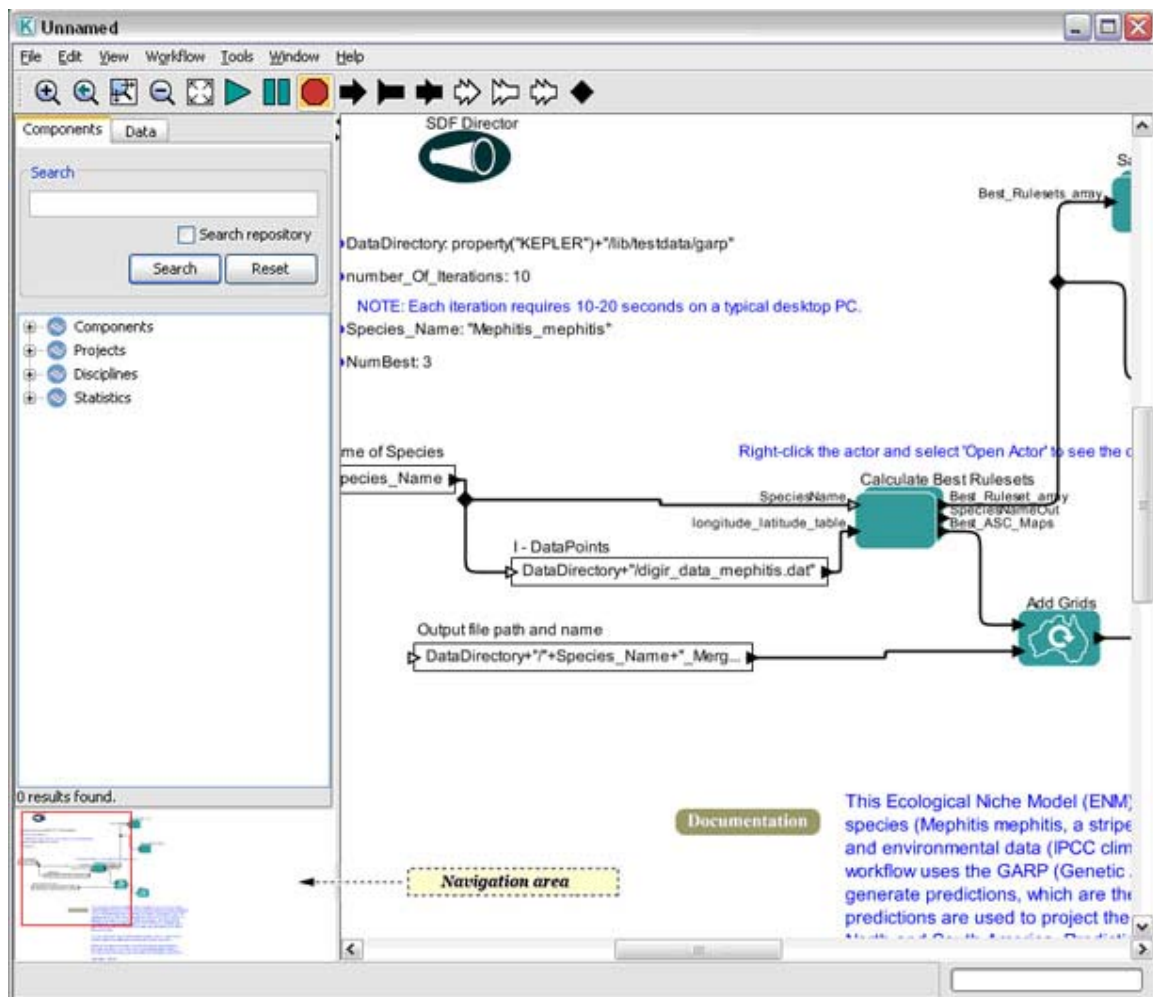 Unnamed
File Edit View Workflow Tools Window Help
Components Data
Search
Search repository
Search Reset
Components
Projects
Disciplines
Statistics
0 results found.
SDF Director
DataDirectory: property("KEPLER")+"/lib/testdata/garp"
number_Of_Iterations: 10
NOTE: Each iteration requires 10-20 seconds on a typical desktop PC.
Species_Name: "Mephitis_mephitis"
NumBest: 3
Best_Rulesets_array
Right-click the actor and select 'Open Actor' to see the
me of Species
pecies_Name
Calculate Best Rulesets
SpeciesName
longitude_latitude_table
Best_Ruleset_array
SpeciesNameOut
Best_ASC_Maps
I - DataPoints
DataDirectory+"/digir_data_mephitis.dat"
Add Grids
Output file path and name
DataDirectory+"/"+Species_Name+"_Merg...
Documentation
This Ecological Niche Model (ENM)
species (Mephitis mephitis, a stripe
and environmental data (IPCC clim
workflow uses the GARP (Genetic
generate predictions, which are the
predictions are used to project the
Navigation area